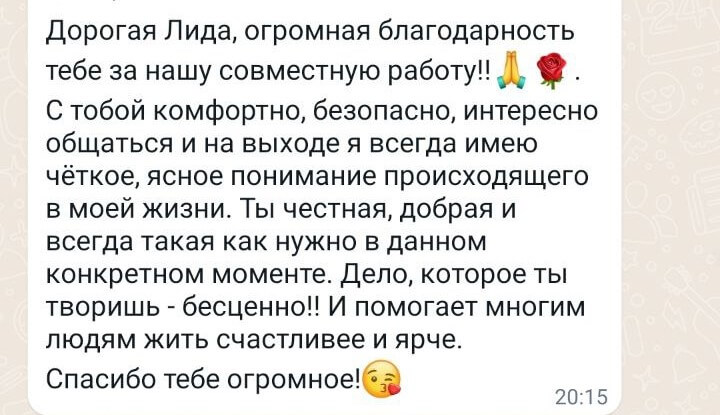 Дорогая Лида, огромная благодарность
тебе за нашу совместную работу!!🙏🌹.
С тобой комфортно, безопасно, интересно
общаться и на выходе я всегда имею
чёткое, ясное понимание происходящего
в моей жизни. Ты честная, добрая и
всегда такая как нужно в данном
конкретном моменте. Дело, которое ты
творишь - бесценно!! И помогает многим
людям жить счастливее и ярче.
Спасибо тебе огромное!😘
20:15